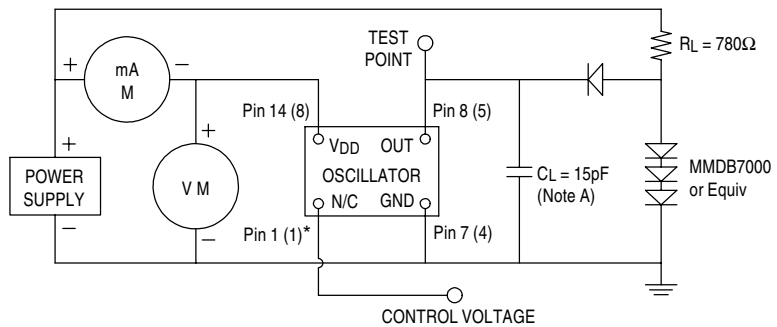 TEST
POINT
RL = 780Ω
+
mA
M
−
Pin 14 (8)
Pin 8 (5)
+
+
VDD
OUT
OSCILLATOR
N/C
GND
POWER
SUPPLY
V M
CL = 15pF
(Note A)
MMDB7000
or Equiv
−
−
Pin 1 (1)*
Pin 7 (4)
CONTROL VOLTAGE